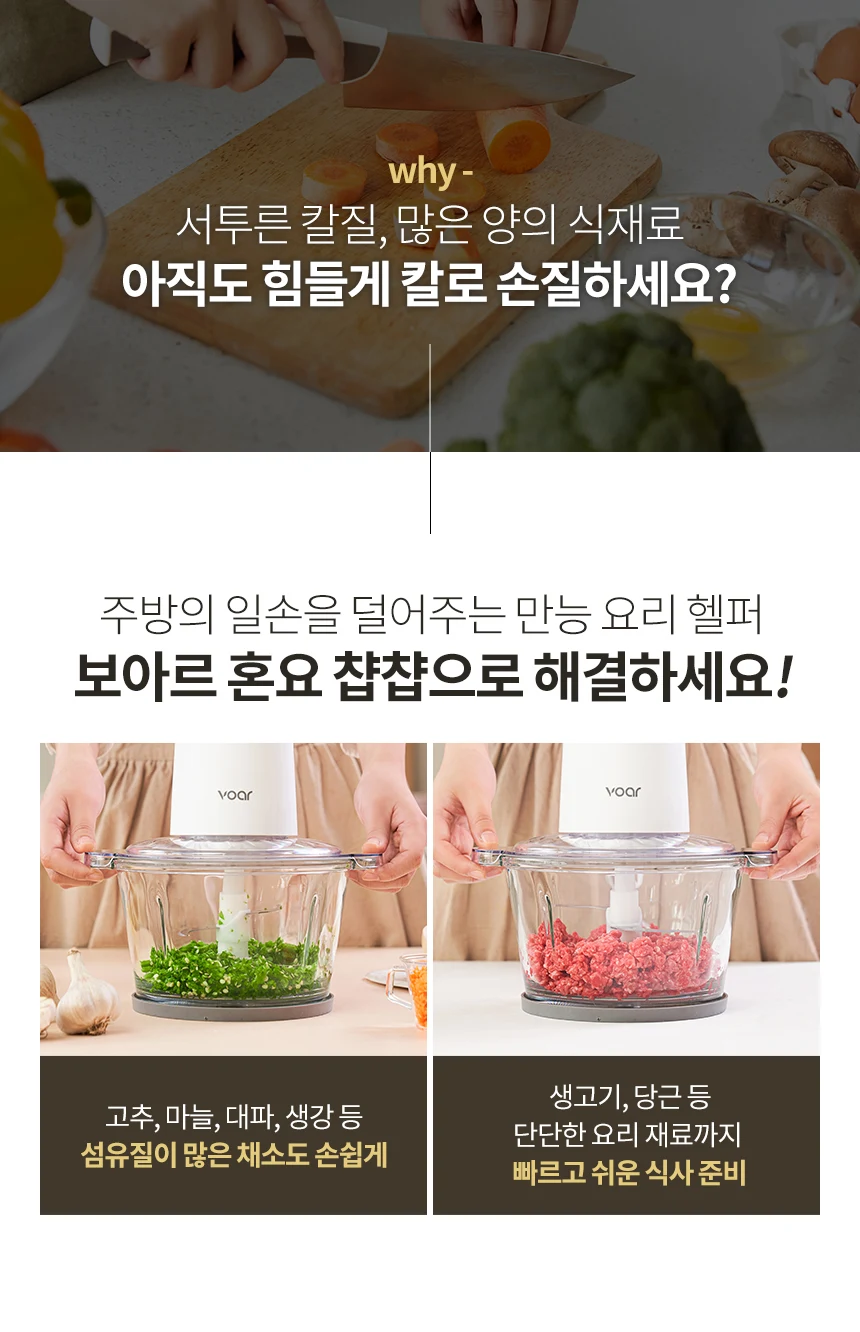 why -
서투른 칼질, 많은 양의 식재료
아직도 힘들게 칼로 손질하세요?
주방의 일손을 덜어주는 만능 요리 헬퍼
보아르 혼요 챱챱으로 해결하세요!
voar
voar
고추, 마늘, 대파, 생강 등
섬유질이 많은 채소도 손쉽게
생고기, 당근 등
단단한 요리 재료까지
빠르고 쉬운 식사 준비